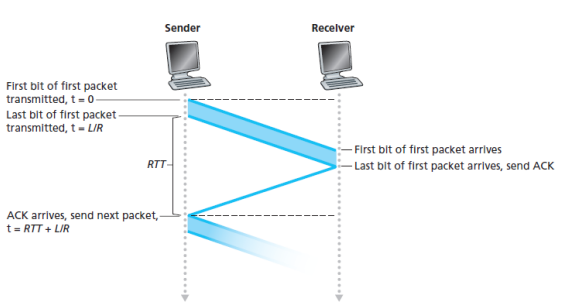 Sender
Receiver
First bit of first packet
transmitted, t = 0
Last bit of first packet
transmitted, t = L/R
First bit of first packet arrives
Last bit of first packet arrives, send ACK
RTT
ACK arrives, send next packet,
t = RTT + L/R